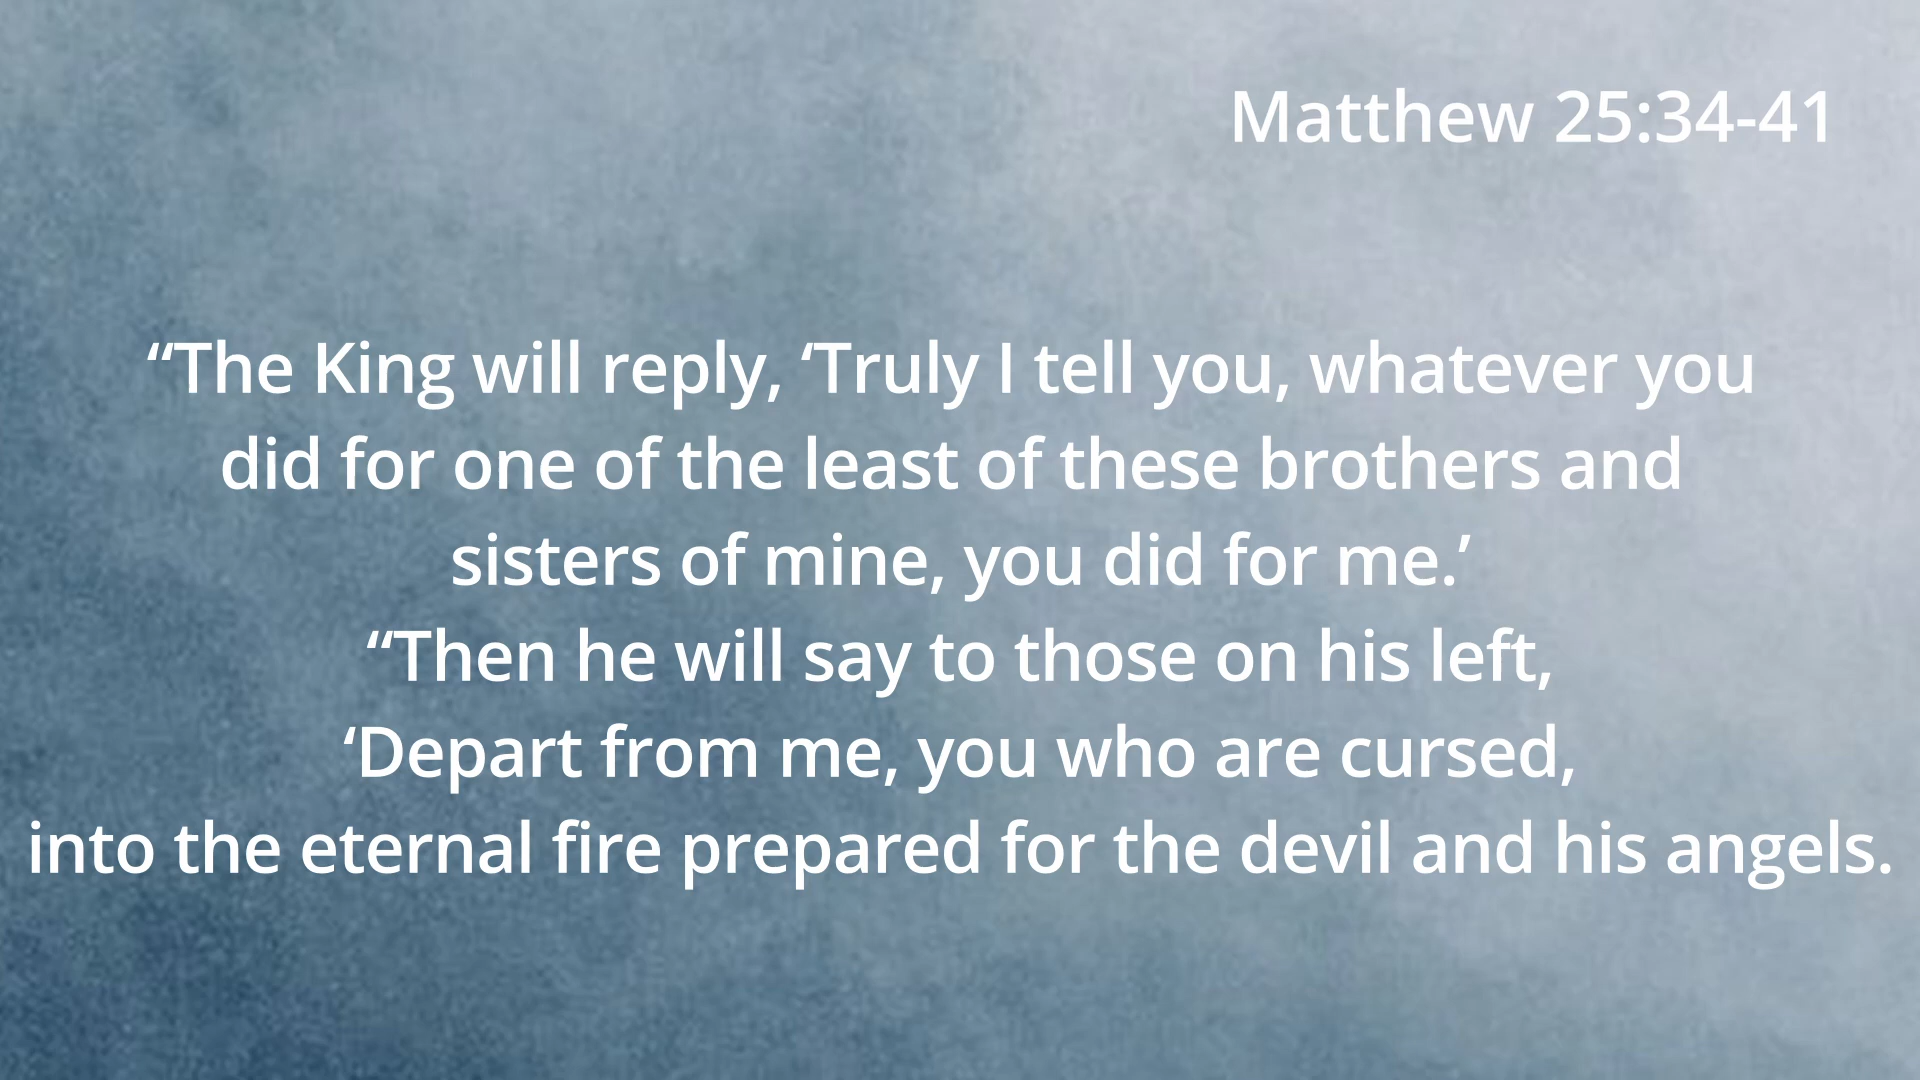 Matthew 25:34-41
“The King will reply, ‘Truly I tell you, whatever you
did for one of the least of these brothers and
sisters of mine, you did for me.’
“Then he will say to those on his left,
‘Depart from me, you who are cursed,
into the eternal fire prepared for the devil and his angels.